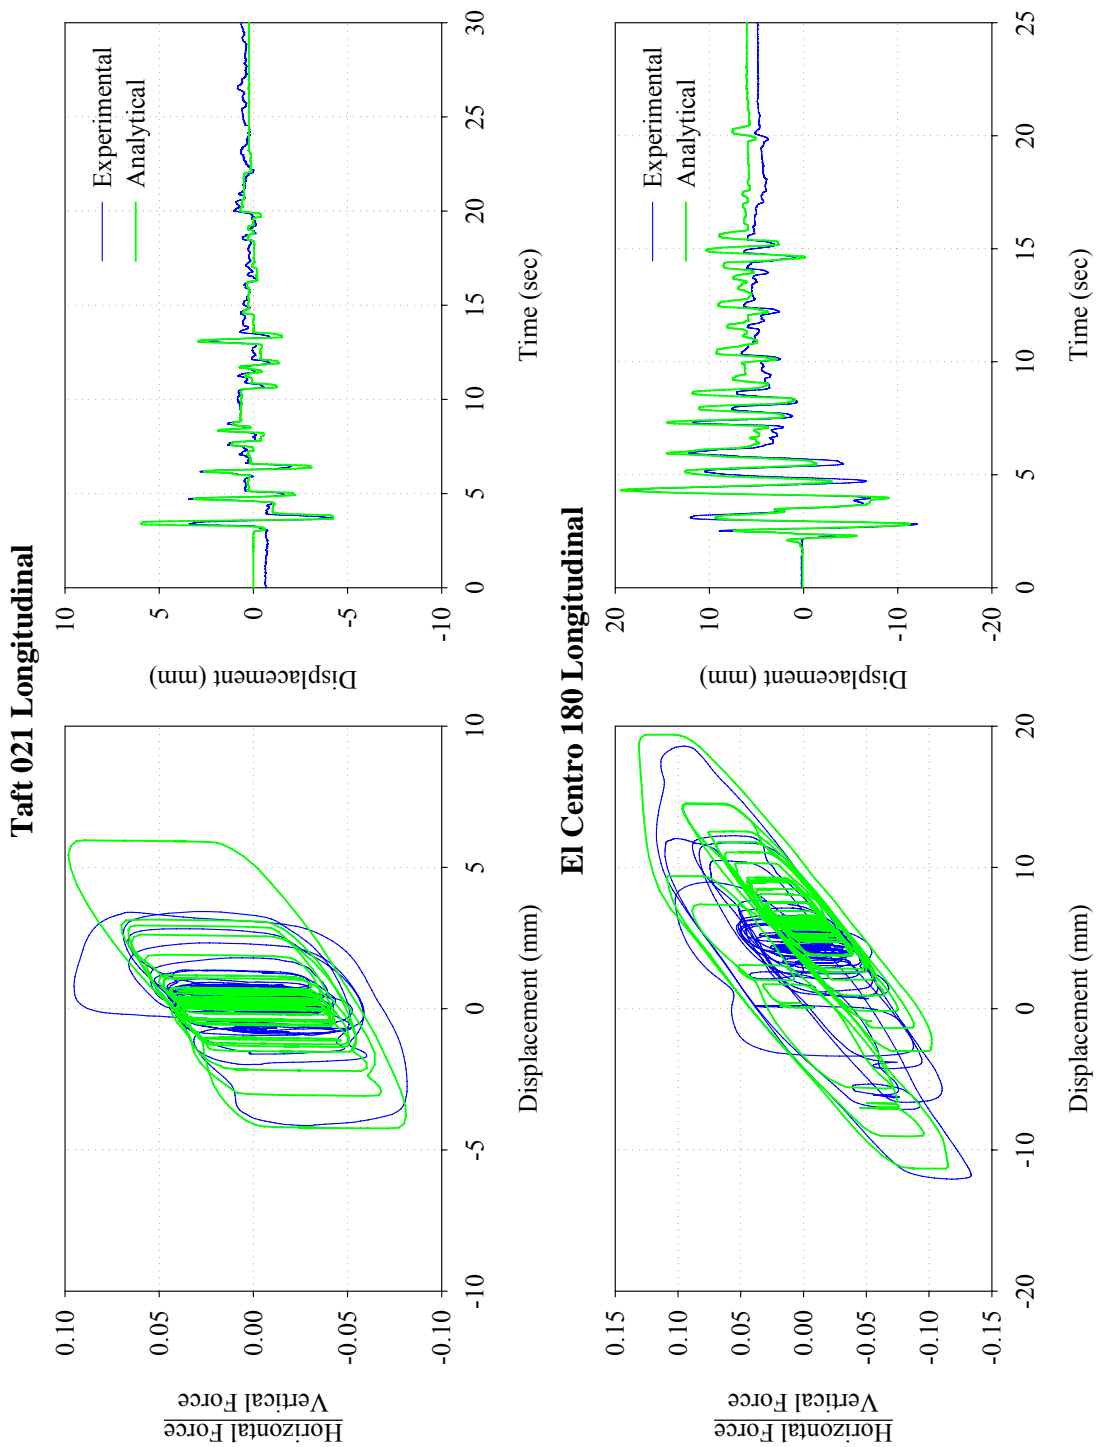 Taft 021 Longitudinal
Horizontal Force
Vertical Force
0.10
0.05
0.00
-0.05
-0.10
-10
-5
0
5
10
Displacement (mm)
Displacement (mm)
10
5
0
-5
-10
0
5
10
15
20
25
30
Time (sec)
Experimental
Analytical
El Centro 180 Longitudinal
Horizontal Force
Vertical Force
0.15
0.10
0.05
0.00
-0.05
-0.10
-0.15
-20
-10
0
10
20
Displacement (mm)
Displacement (mm)
20
10
0
-10
-20
0
5
10
15
20
25
Time (sec)
Experimental
Analytical